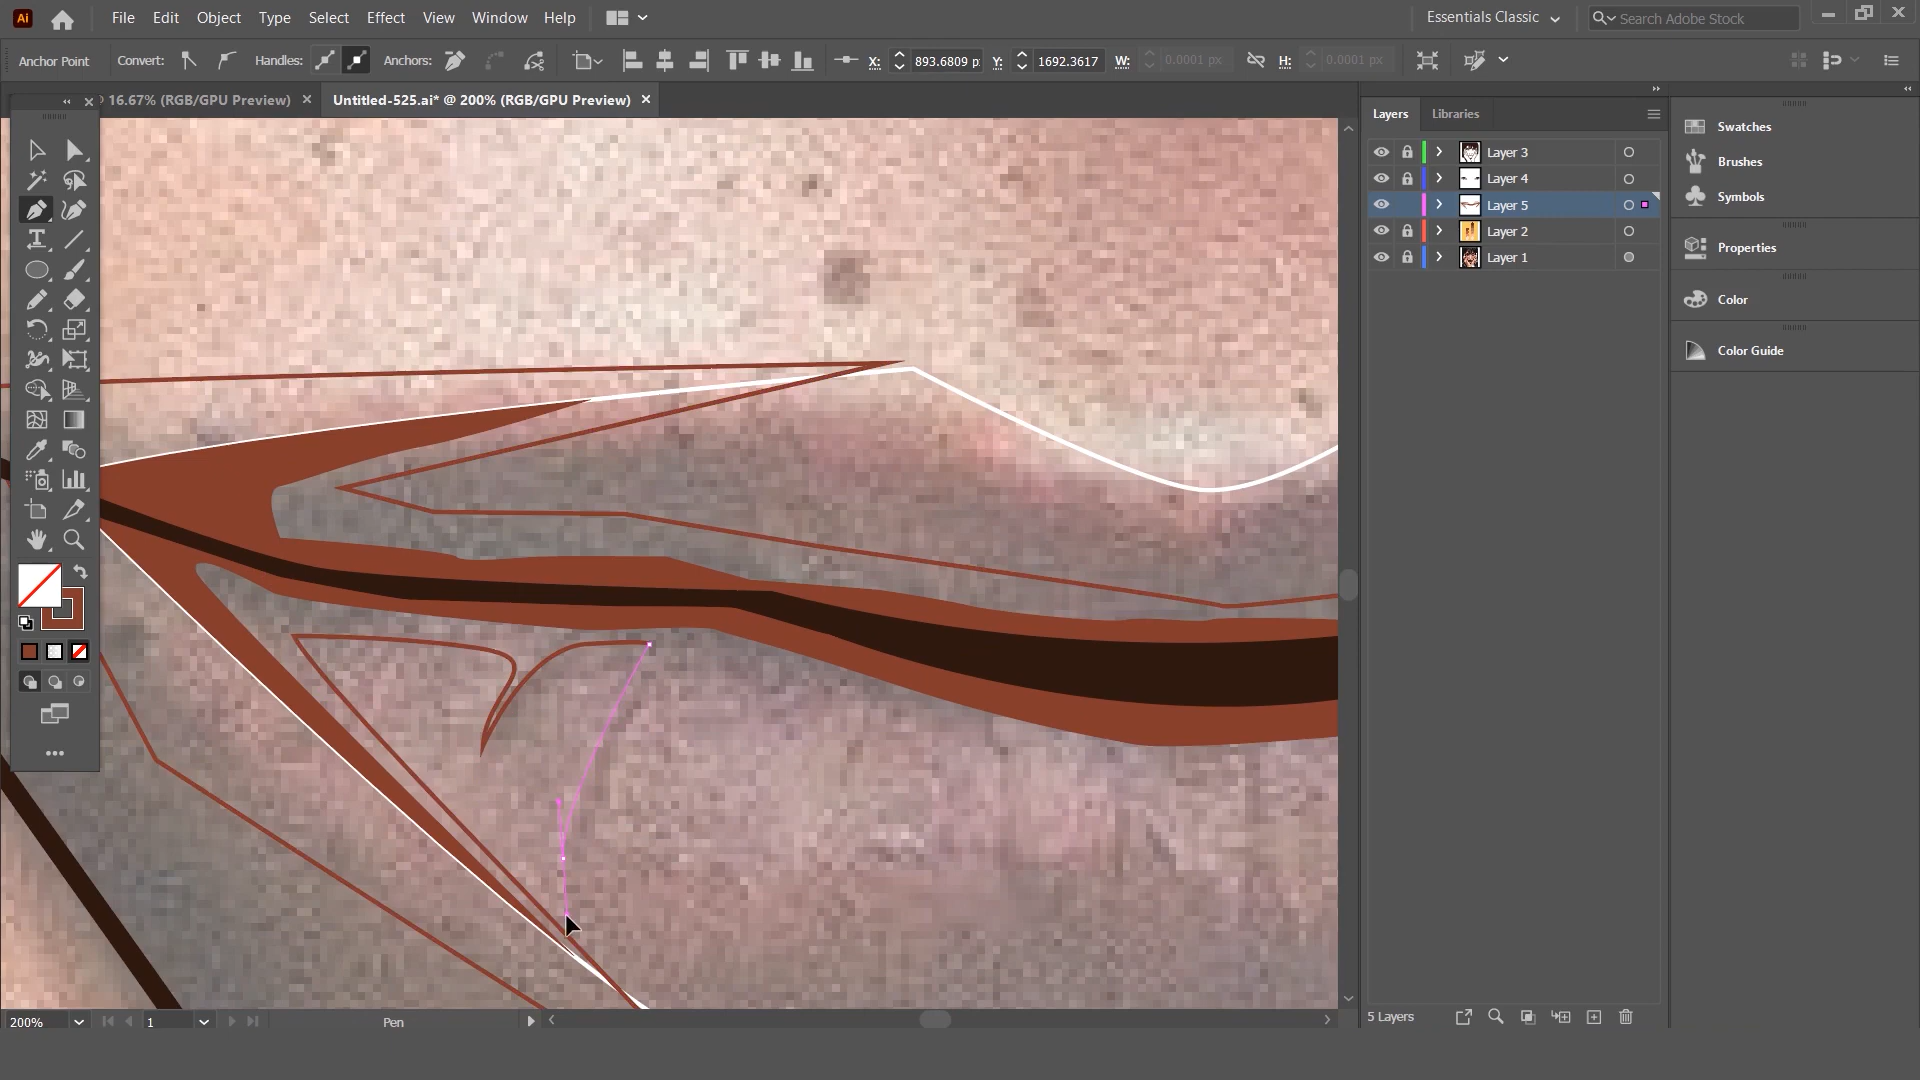 Ai File Edit Object Type Select Effect View Window Help Essentials Classic Search Adobe Stock
Anchor Point Convert: Handles: Anchors: X: 893.6809 p Y: 1692.3617 W: 0.0001 px H: 0.0001 px
16.67% (RGB/GPU Preview) × Untitled-525.ai* @ 200% (RGB/GPU Preview) ×
Layers Libraries
Layer 3
Layer 4
Layer 5
Layer 2
Layer 1
Swatches
Brushes
Symbols
Properties
Color
Color Guide
200% 1 Pen 5 Layers